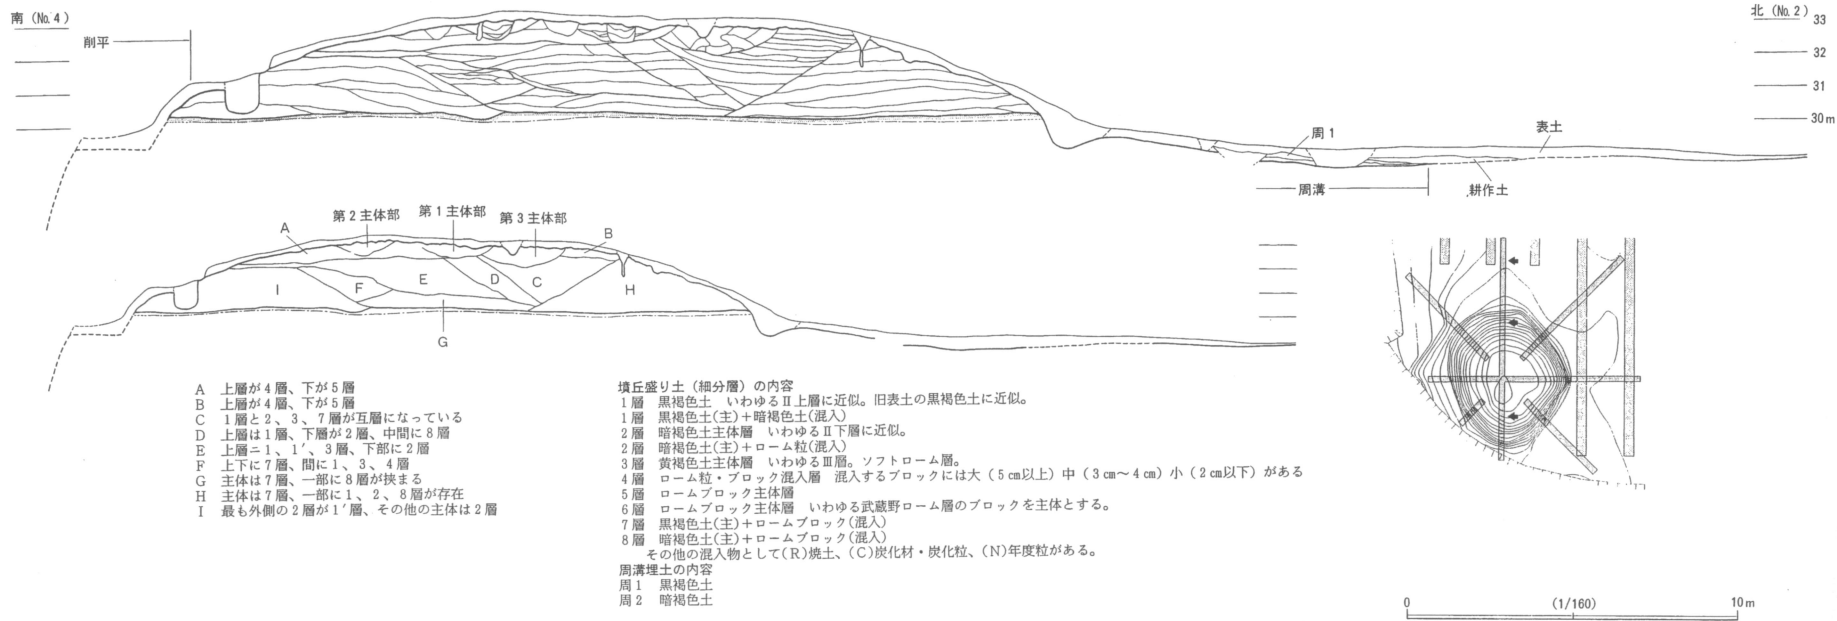 南 (No. 4)
北 (No. 2)
33
削平
32
31
30 m
周 1
表土
周溝
耕作土
第 2 主体部
第 1 主体部
第 3 主体部
A
B
C
D
E
F
G
H
I
A　上層が 4 層、下が 5 層
B　上層が 4 層、下が 5 層
C　1 層と 2 、3 、7 層が互層になっている
D　上層は 1 層、下層が 2 層、中間に 8 層
E　上層ニ 1 、1′、3 層、下部に 2 層
F　上下に 7 層、間に 1 、3 、4 層
G　主体は 7 層、一部に 8 層が挟まる
H　主体は 7 層、一部に 1 、2 、8 層が存在
I　最も外側の 2 層が 1′層、その他の主体は 2 層
墳丘盛り土（細分層）の内容
1 層　黒褐色土　いわゆるⅡ上層に近似。旧表土の黒褐色土に近似。
1 層　黒褐色土(主)＋暗褐色土(混入)
2 層　暗褐色土主体層　いわゆるⅡ下層に近似。
2 層　暗褐色土(主)＋ローム粒(混入)
3 層　黄褐色土主体層　いわゆるⅢ層。ソフトローム層。
4 層　ローム粒・ブロック混入層　混入するブロックには大（5 ㎝以上）中（3 ㎝〜 4 ㎝）小（2 ㎝以下）がある
5 層　ロームブロック主体層
6 層　ロームブロック主体層　いわゆる武蔵野ローム層のブロックを主体とする。
7 層　黒褐色土(主)＋ロームブロック(混入)
8 層　暗褐色土(主)＋ロームブロック(混入)
その他の混入物として(R)焼土、(C)炭化材・炭化粒、(N)年度粒がある。
周溝埋土の内容
周 1　黒褐色土
周 2　暗褐色土
0
(1/160)
10 m